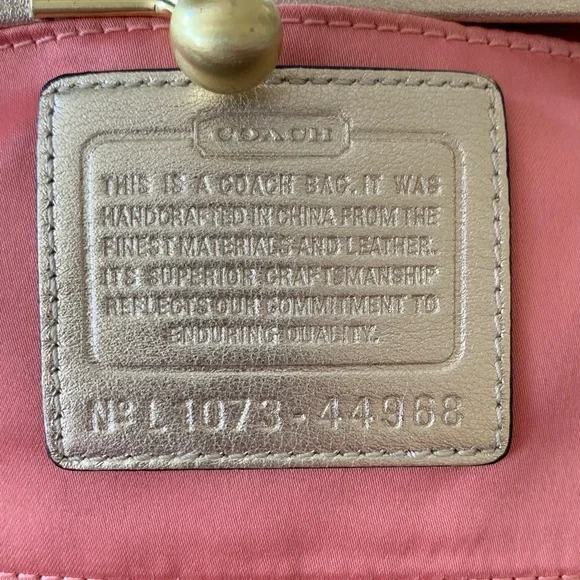 COACH
THIS IS A COACH BAG. IT WAS
HANDCRAFTED IN CHINA FROM THE
FINEST MATERIALS AND LEATHER.
ITS SUPERIOR CRAFTSMANSHIP
REFLECTS OUR COMMITMENT TO
ENDURING QUALITY.
Nº L1073-44968